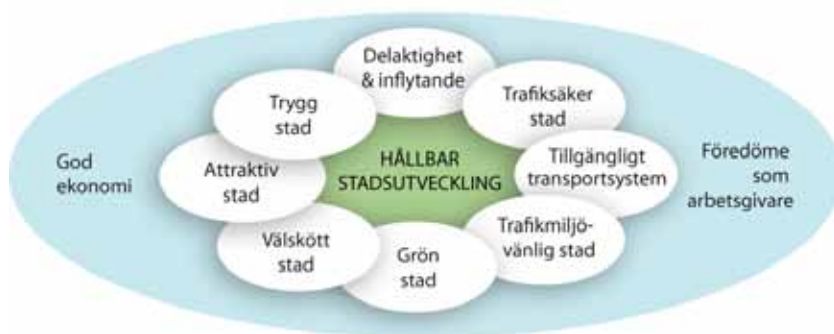 Delaktighet
& inflytande
Trafiksäker
stad
Tillgängligt
transportsystem
Trafikmiljö-
vänlig stad
Grön
stad
Välskött
stad
Attraktiv
stad
Trygg
stad
HÅLLBAR
STADSUTVECKLING
God
ekonomi
Föredöme
som
arbetsgivare